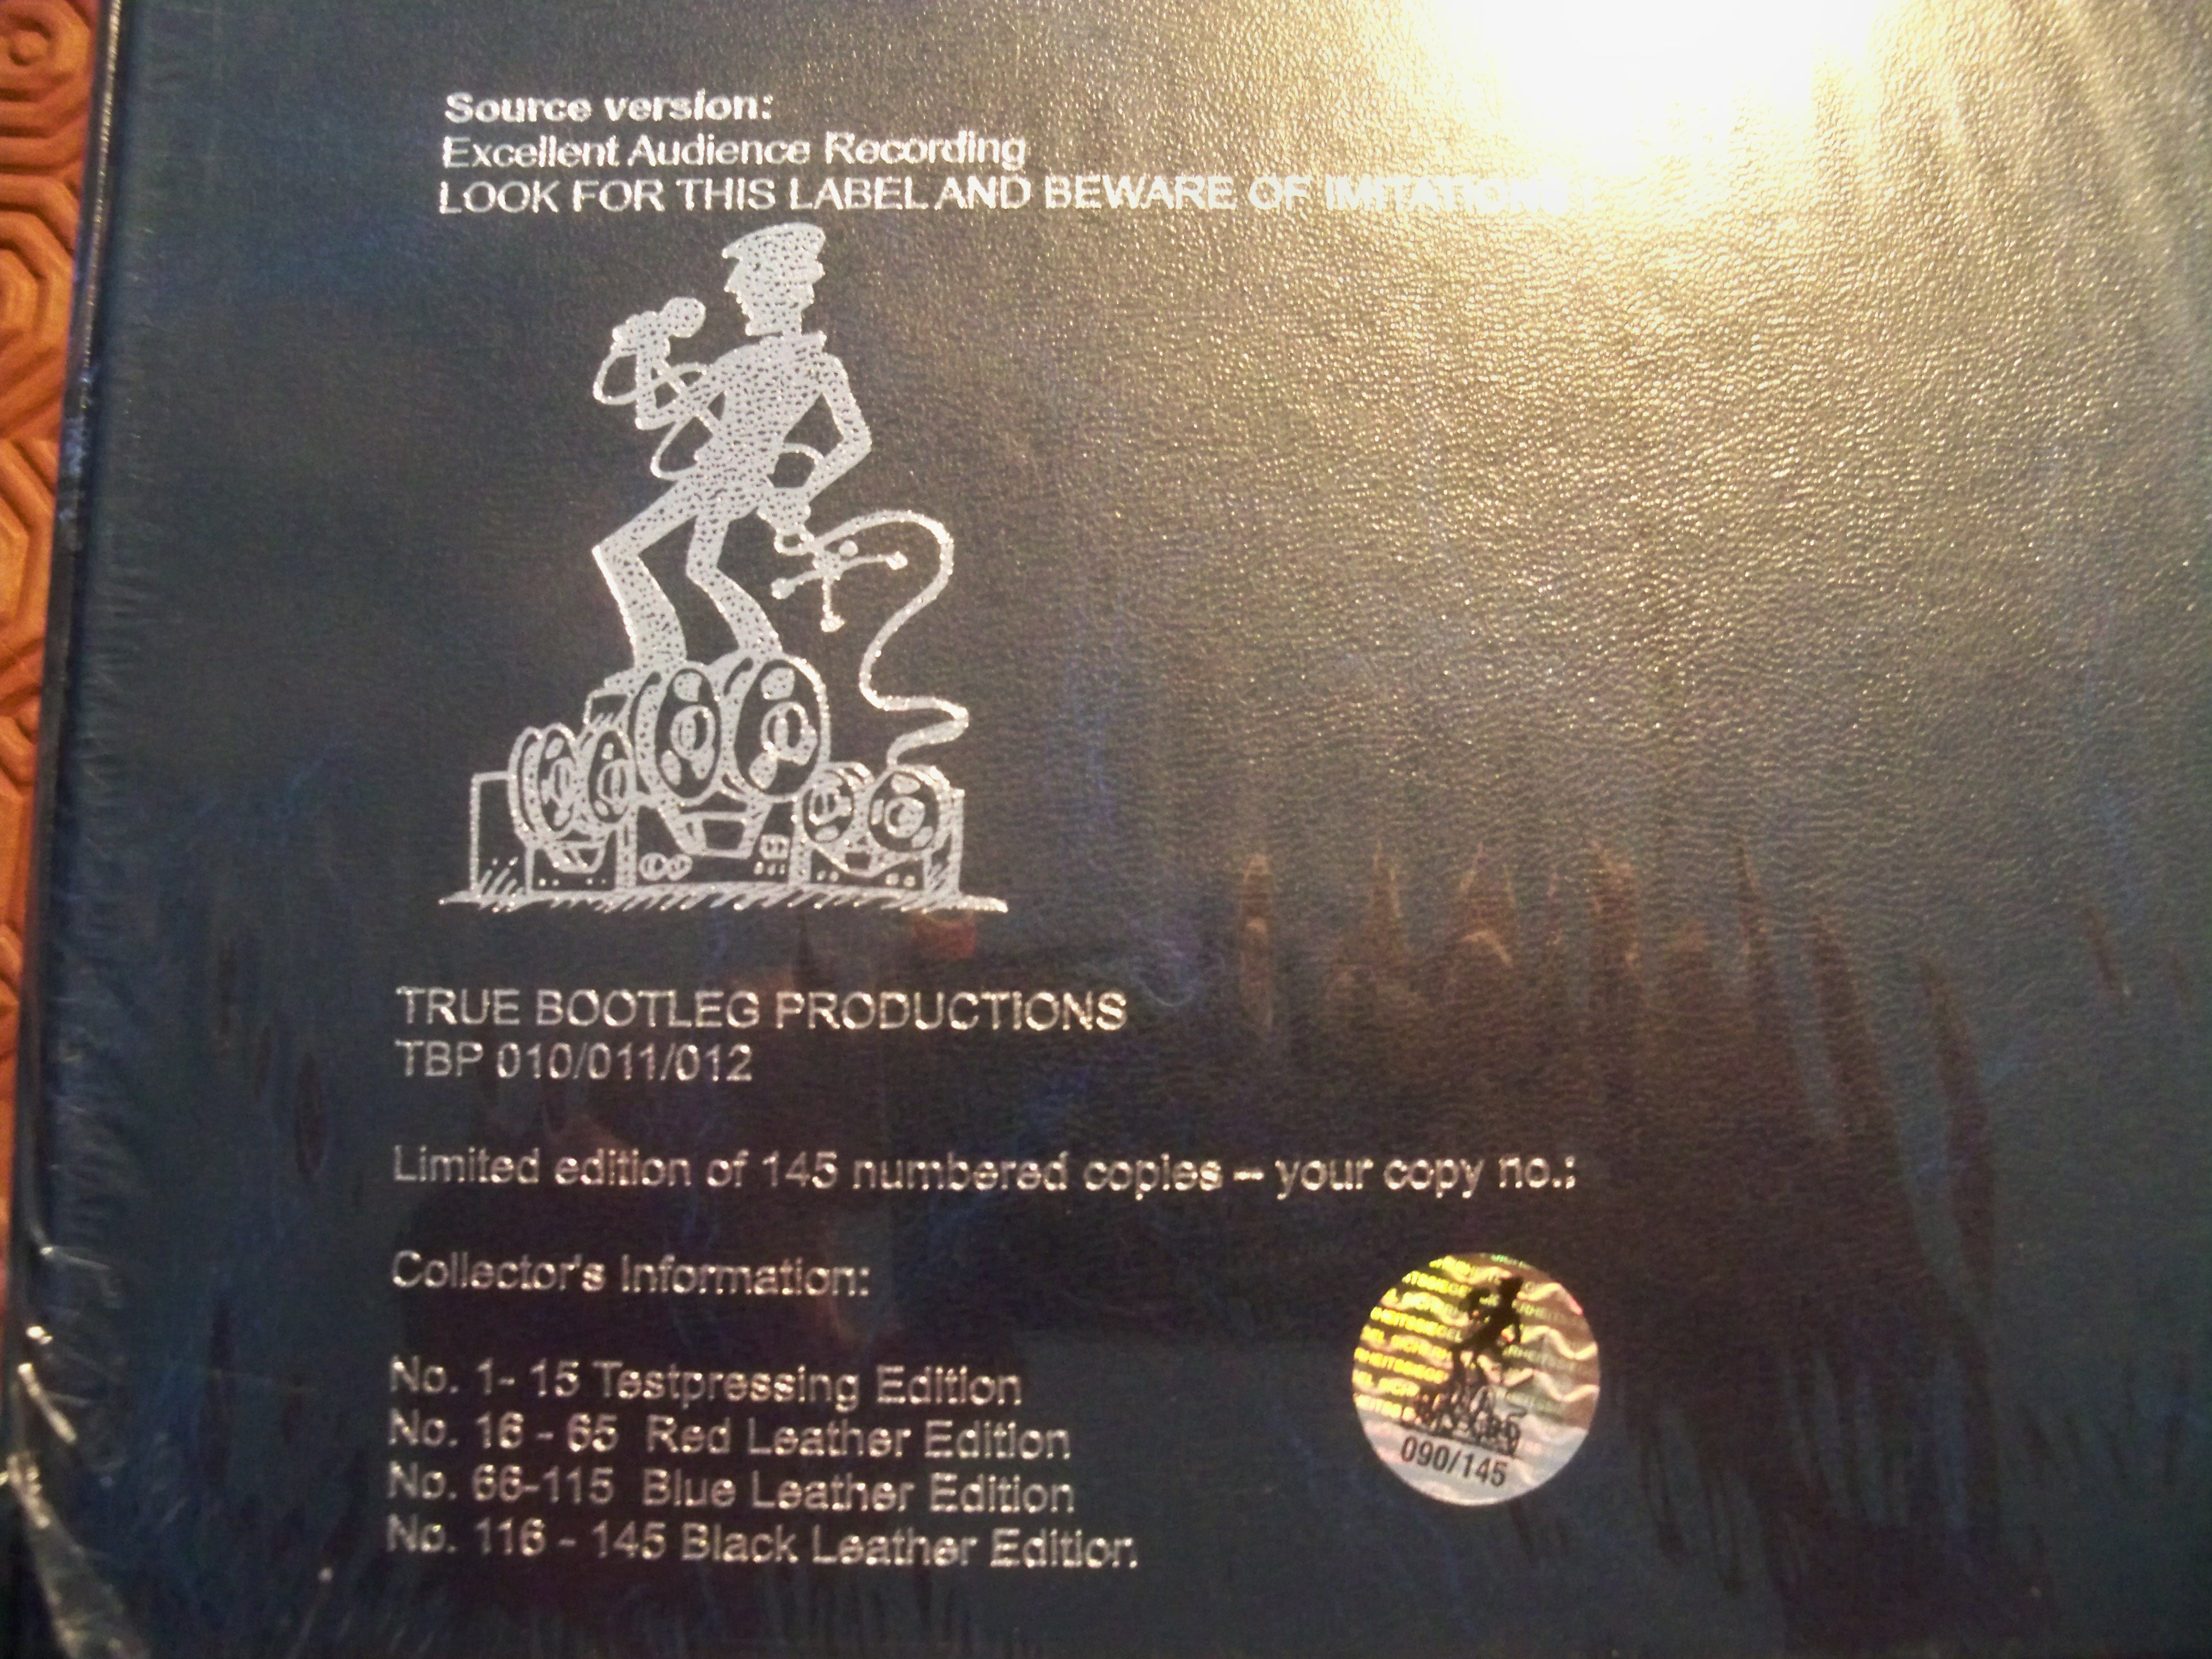 Source version:
Excellent Audience Recording
LOOK FOR THIS LABEL AND BEWARE OF IMITATIONS
TRUE BOOTLEG PRODUCTIONS
TBP 010/011/012
Limited edition of 145 numbered copies – your copy no.:
Collector's Information:
No. 1- 15 Testpressing Edition
No. 16 - 65 Red Leather Edition
No. 66-115 Blue Leather Edition
No. 116 - 145 Black Leather Edition
090/145